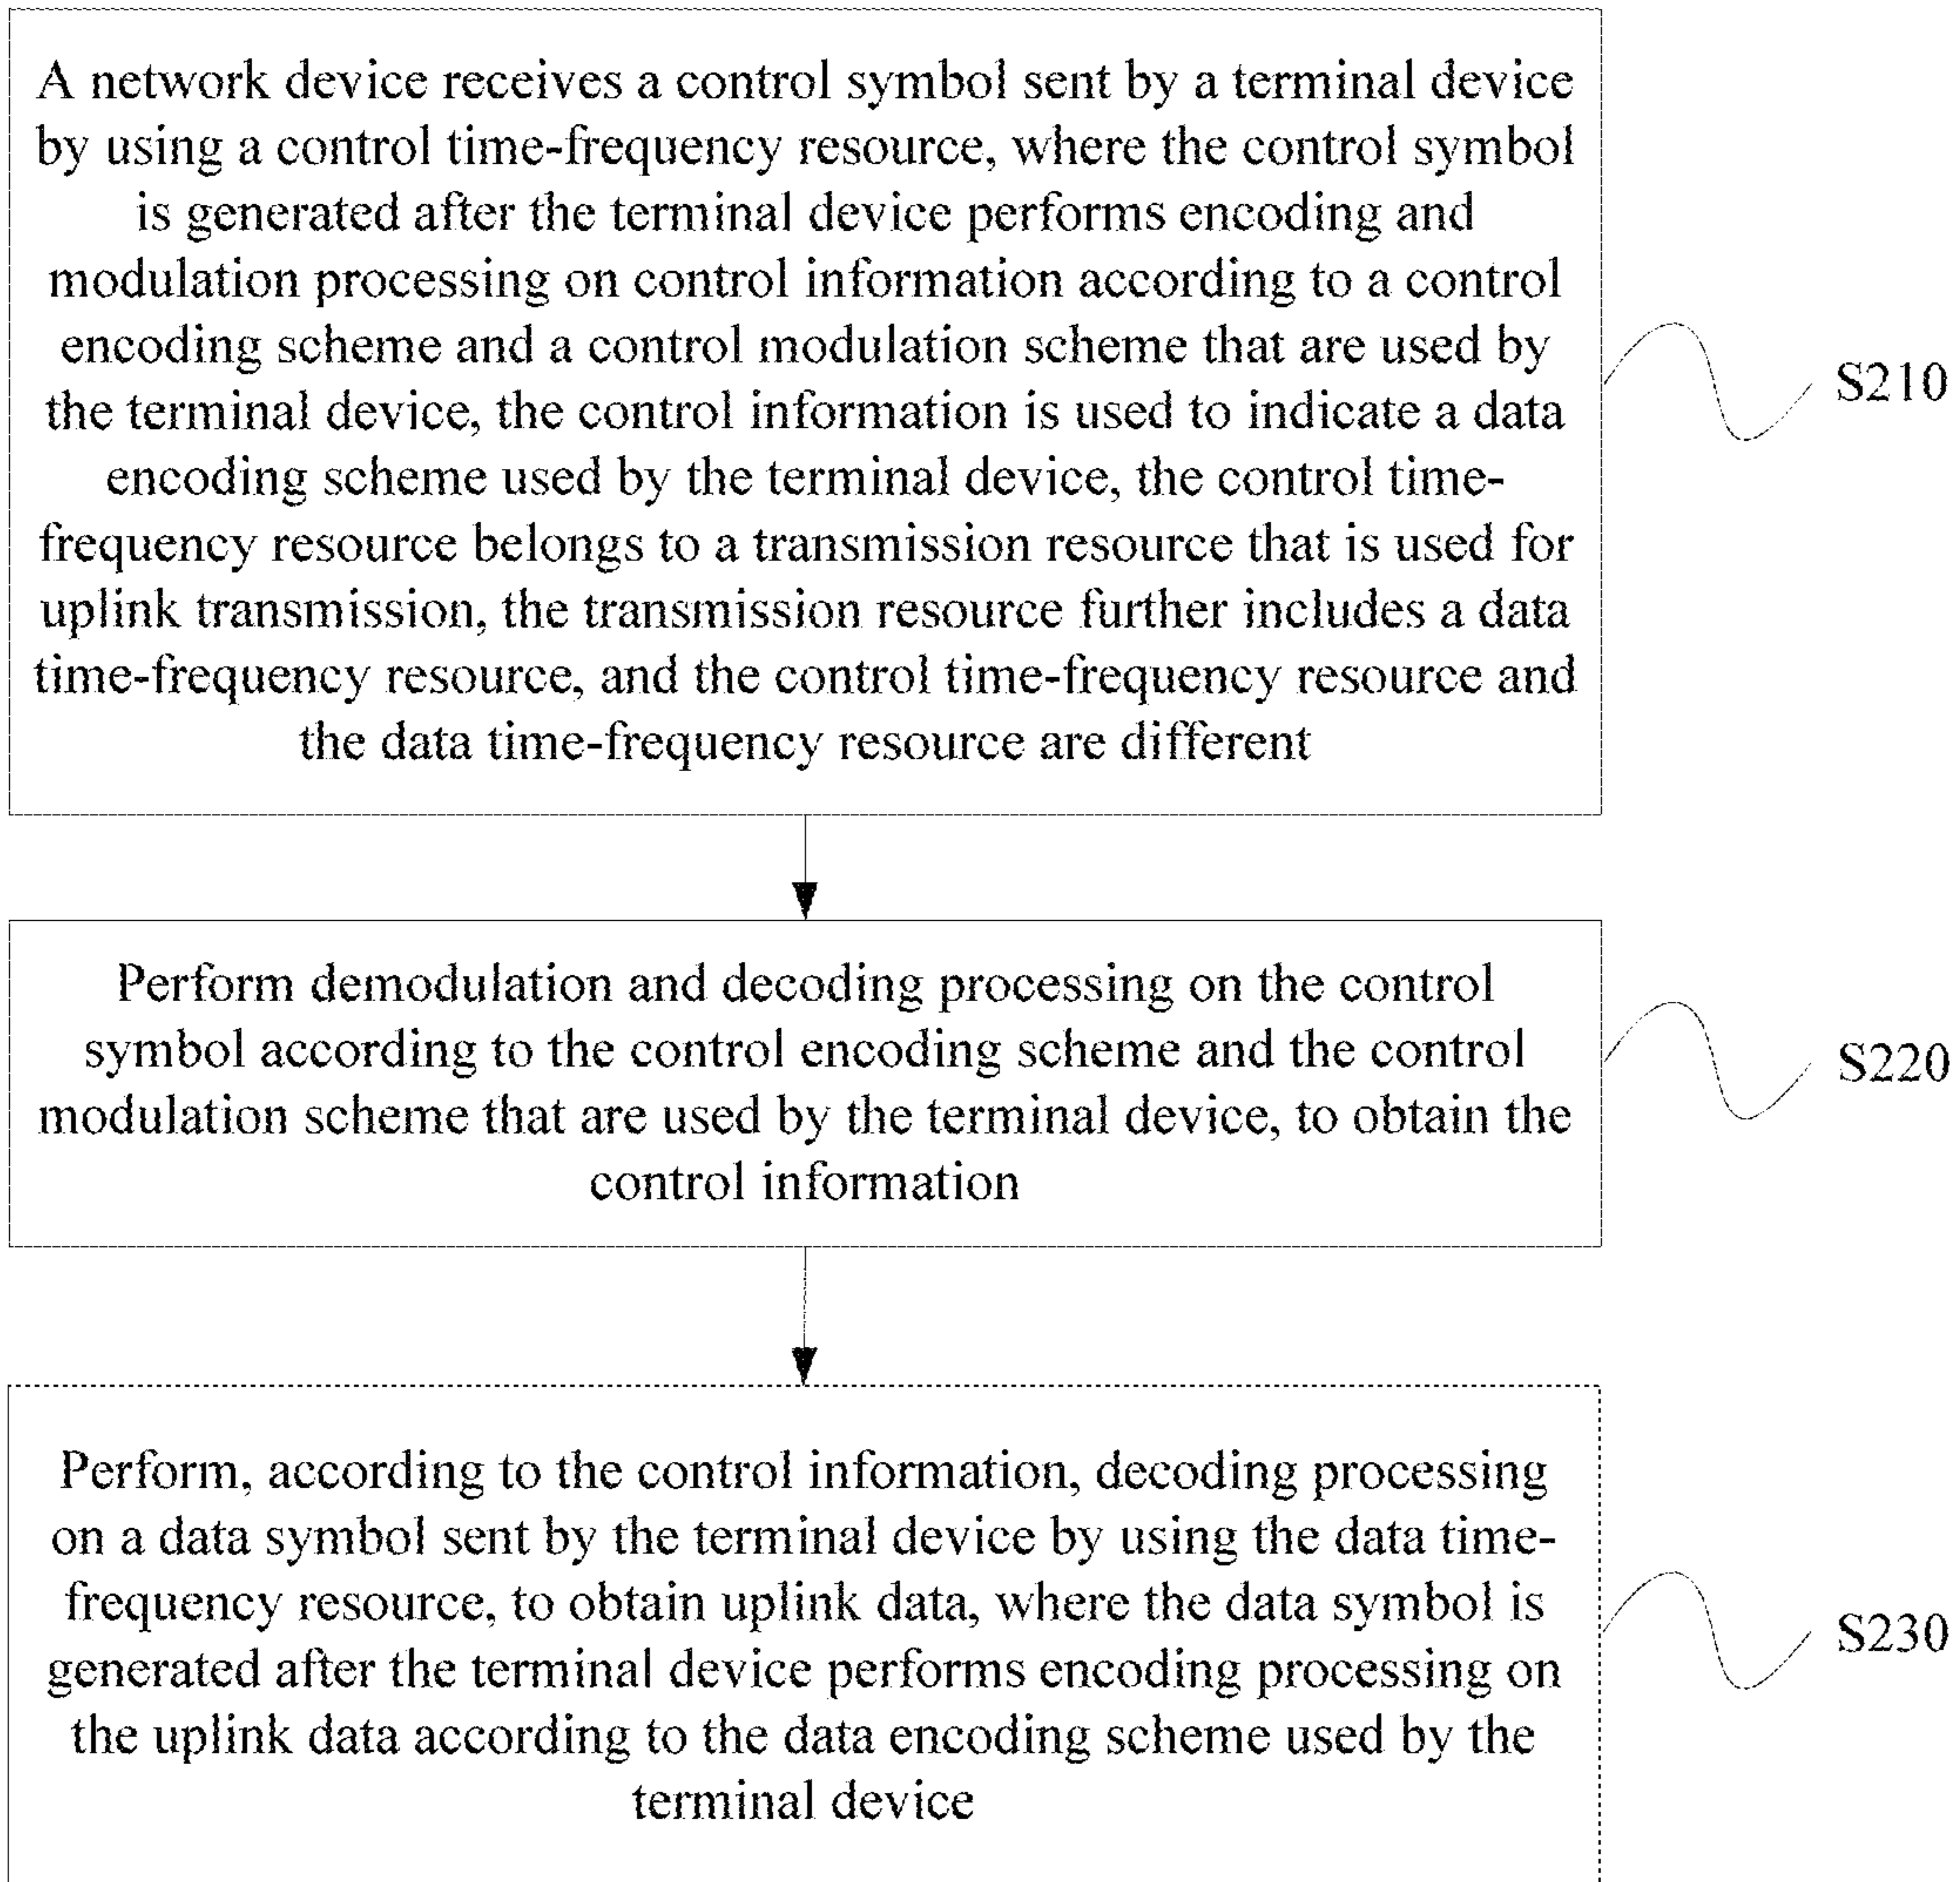 A network device receives a control symbol sent by a terminal device
by using a control time-frequency resource, where the control symbol
is generated after the terminal device performs encoding and
modulation processing on control information according to a control
encoding scheme and a control modulation scheme that are used by
the terminal device, the control information is used to indicate a data
encoding scheme used by the terminal device, the control time-
frequency resource belongs to a transmission resource that is used for
uplink transmission, the transmission resource further includes a data
time-frequency resource, and the control time-frequency resource and
the data time-frequency resource are different
S210
Perform demodulation and decoding processing on the control
symbol according to the control encoding scheme and the control
modulation scheme that are used by the terminal device, to obtain the
control information
S220
Perform, according to the control information, decoding processing
on a data symbol sent by the terminal device by using the data time-
frequency resource, to obtain uplink data, where the data symbol is
generated after the terminal device performs encoding processing on
the uplink data according to the data encoding scheme used by the
terminal device
S230